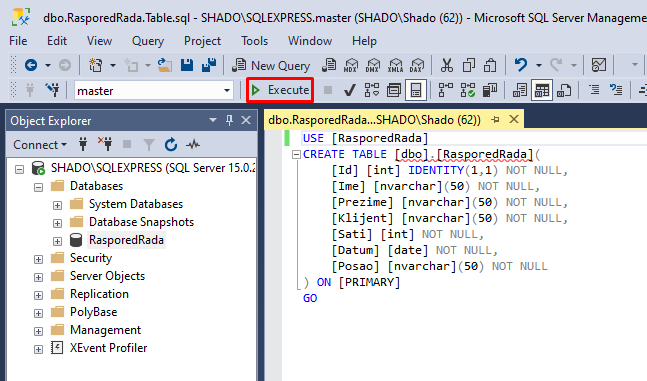 dbo.RasporedRada.Table.sql - SHADO\SQLEXPRESS.master (SHADO\Shado (62)) - Microsoft SQL Server Manageme
File Edit View Query Project Tools Window Help
New Query MDX DMX XMLA DAX
master Execute
Object Explorer
dbo.RasporedRada...SHADO\Shado (62))
Connect
SHADO\SQLEXPRESS (SQL Server 15.0.2
Databases
System Databases
Database Snapshots
RasporedRada
Security
Server Objects
Replication
PolyBase
Management
XEvent Profiler
USE [RasporedRada]
CREATE TABLE [dbo].[RasporedRada](
[Id] [int] IDENTITY(1,1) NOT NULL,
[Ime] [nvarchar](50) NOT NULL,
[Prezime] [nvarchar](50) NOT NULL,
[Klijent] [nvarchar](50) NOT NULL,
[Sati] [int] NOT NULL,
[Datum] [date] NOT NULL,
[Posao] [nvarchar](50) NOT NULL
) ON [PRIMARY]
GO